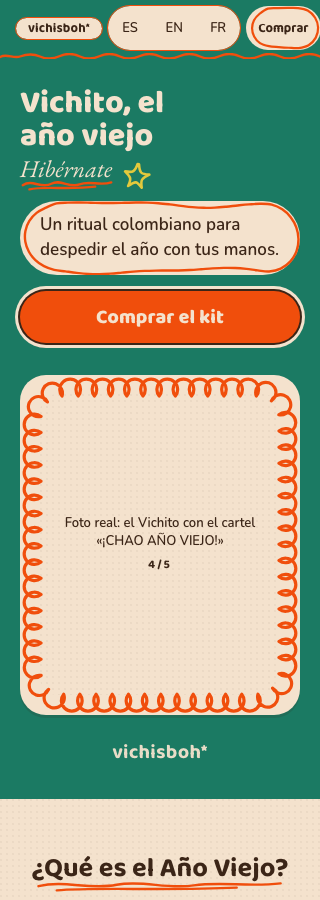 vichisboh*
ES EN FR
Comprar
Vichito, el
año viejo
Hibérnate
Un ritual colombiano para
despedir el año con tus manos.
Comprar el kit
Foto real: el Vichito con el cartel
«¡CHAO AÑO VIEJO!»
4 / 5
vichisboh*
¿Qué es el Año Viejo?